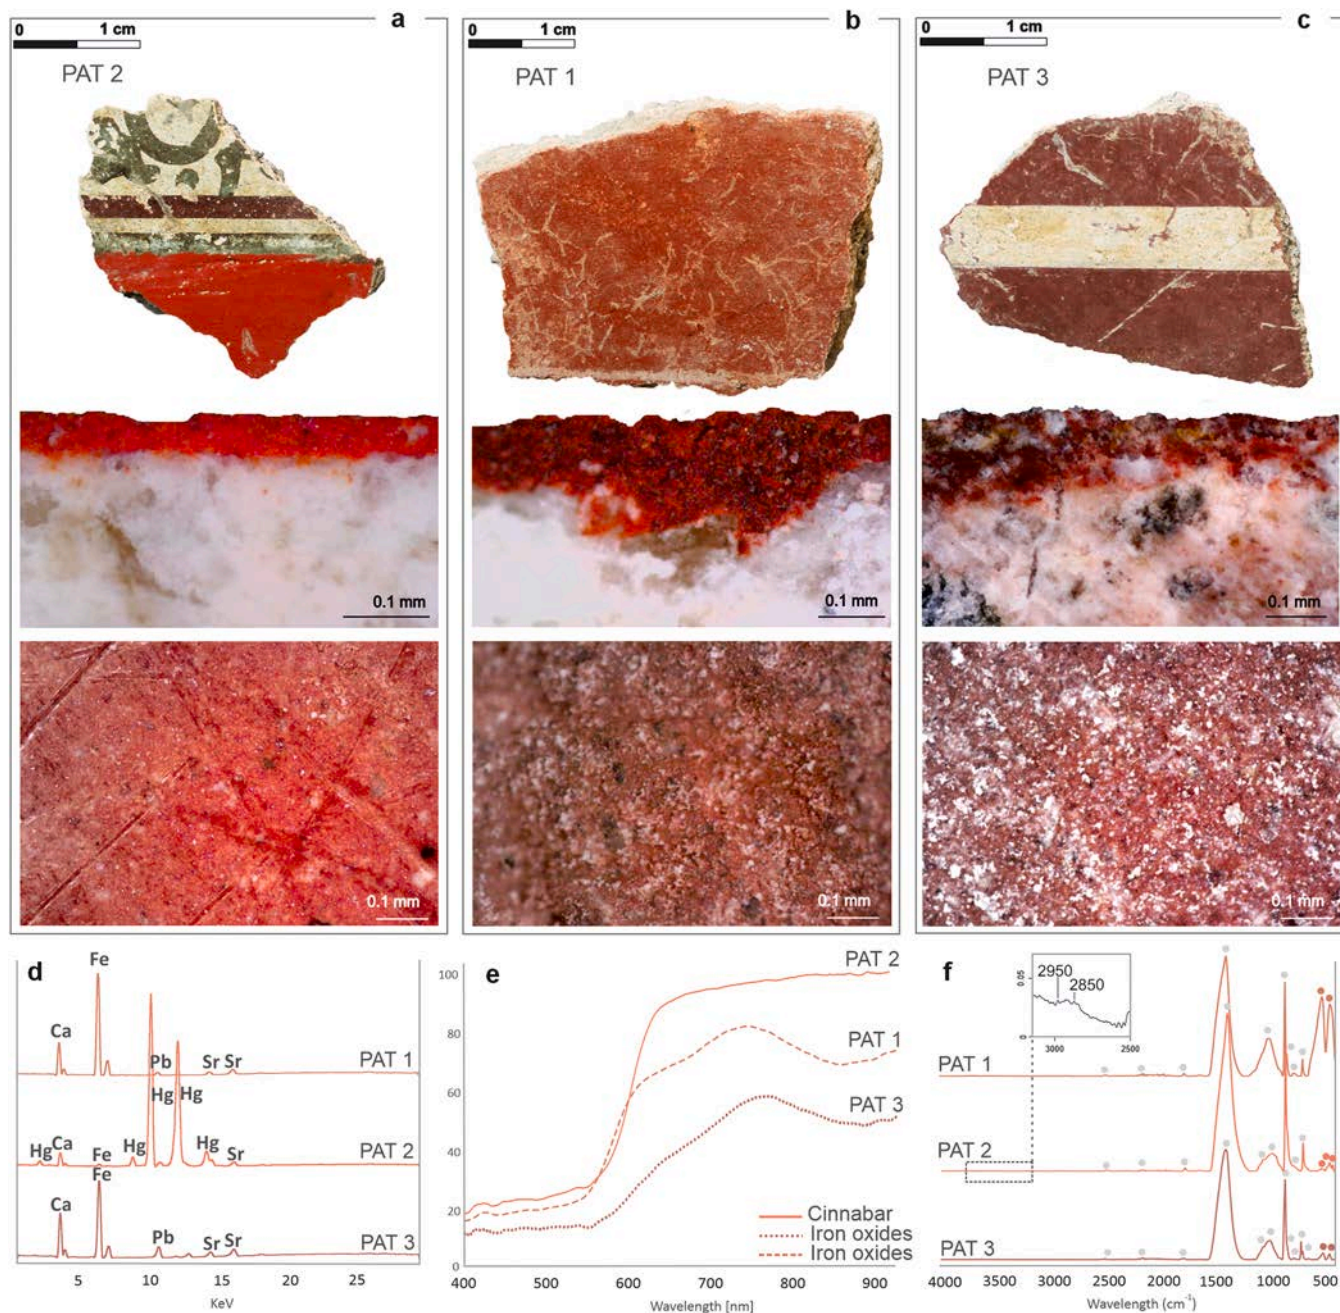 a
0 1 cm
PAT 2
0.1 mm
0.1 mm
b
0 1 cm
PAT 1
0.1 mm
0.1 mm
c
0 1 cm
PAT 3
0.1 mm
0.1 mm
d
Fe
Ca
Pb
Sr Sr
PAT 1
Hg
Hg
Hg
Ca
Fe
Hg
Hg
Sr
PAT 2
Fe
Ca
Pb
Sr
Sr
PAT 3
5 10 15 20 25
KeV
e
PAT 2
PAT 1
PAT 3
100
80
60
40
20
0
Cinnabar
Iron oxides
Iron oxides
400 500 600 700 800 900
Wavelength [nm]
f
0.05
0
2950
2850
3000 2500
PAT 1
PAT 2
PAT 3
4000 3000 2000 1500 1000 500
Wavelength (cm-1)